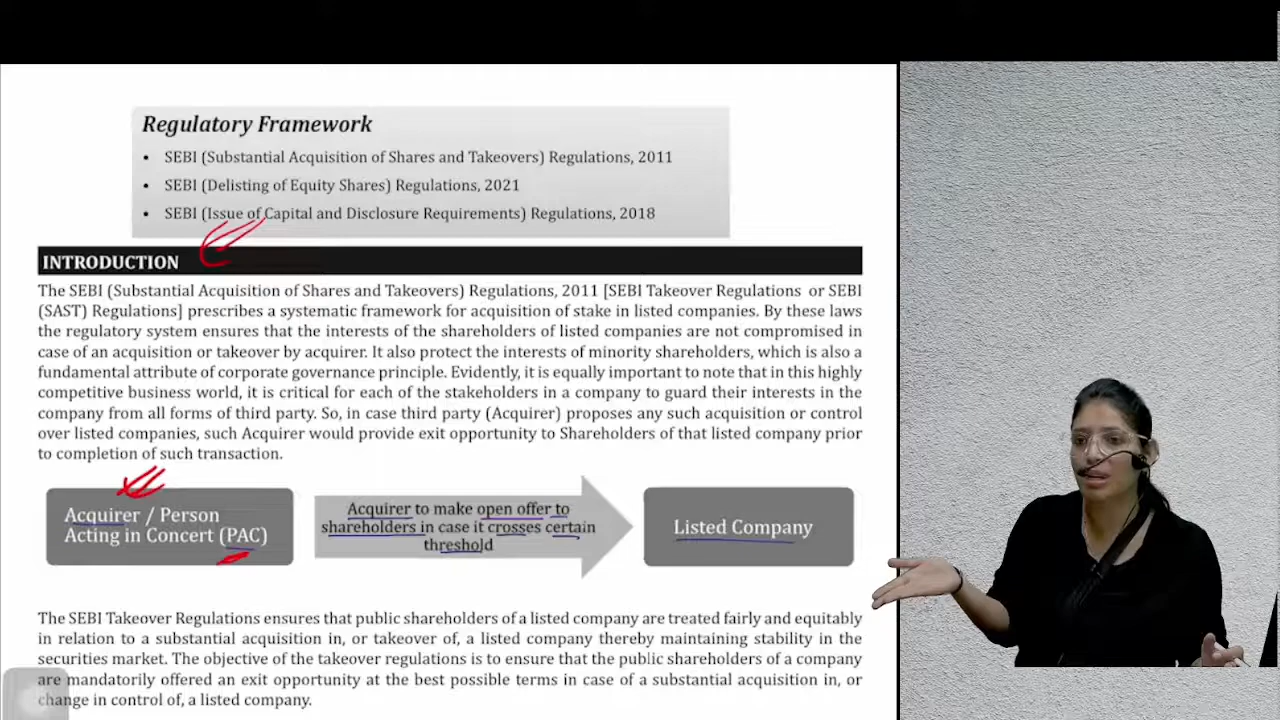 Regulatory Framework
• SEBI (Substantial Acquisition of Shares and Takeovers) Regulations, 2011
• SEBI (Delisting of Equity Shares) Regulations, 2021
• SEBI (Issue of Capital and Disclosure Requirements) Regulations, 2018
INTRODUCTION
The SEBI (Substantial Acquisition of Shares and Takeovers) Regulations, 2011 [SEBI Takeover Regulations or SEBI
(SAST) Regulations] prescribes a systematic framework for acquisition of stake in listed companies. By these laws
the regulatory system ensures that the interests of the shareholders of listed companies are not compromised in
case of an acquisition or takeover by acquirer. It also protect the interests of minority shareholders, which is also a
fundamental attribute of corporate governance principle. Evidently, it is equally important to note that in this highly
competitive business world, it is critical for each of the stakeholders in a company to guard their interests in the
company from all forms of third party. So, in case third party (Acquirer) proposes any such acquisition or control
over listed companies, such Acquirer would provide exit opportunity to Shareholders of that listed company prior
to completion of such transaction.
Acquirer / Person
Acting in Concert (PAC)
Acquirer to make open offer to
shareholders in case it crosses certain
threshold
Listed Company
The SEBI Takeover Regulations ensures that public shareholders of a listed company are treated fairly and equitably
in relation to a substantial acquisition in, or takeover of, a listed company thereby maintaining stability in the
securities market. The objective of the takeover regulations is to ensure that the public shareholders of a company
are mandatorily offered an exit opportunity at the best possible terms in case of a substantial acquisition in, or
change in control of, a listed company.